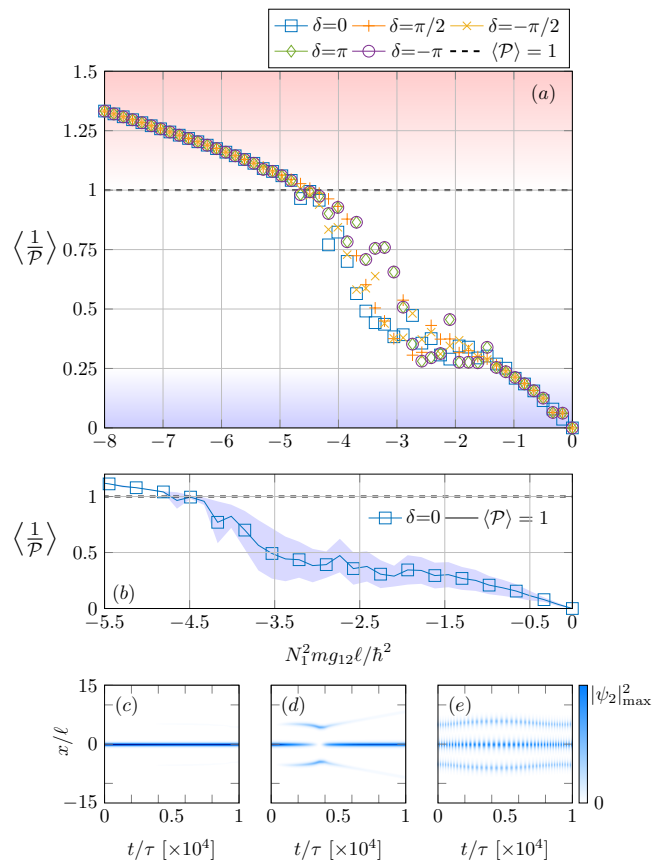 δ=0 δ=π/2 δ=−π/2
δ=π δ=−π ⟨𝒫⟩ = 1
1.5
(a)
1.25
1
⟨1/𝒫⟩
0.75
0.5
0.25
0
−8 −7 −6 −5 −4 −3 −2 −1 0
1
⟨1/𝒫⟩
δ=0 ⟨𝒫⟩ = 1
0.5
(b)
0
−5.5 −4.5 −3.5 −2.5 −1.5 −0.5 0
N₁²mg₁₂ℓ/ℏ²
15 (c) (d) (e) |ψ₂|²max
x/ℓ 0
−15 0
0 1 0 1 0 1
t/τ [×10⁴] t/τ [×10⁴] t/τ [×10⁴]